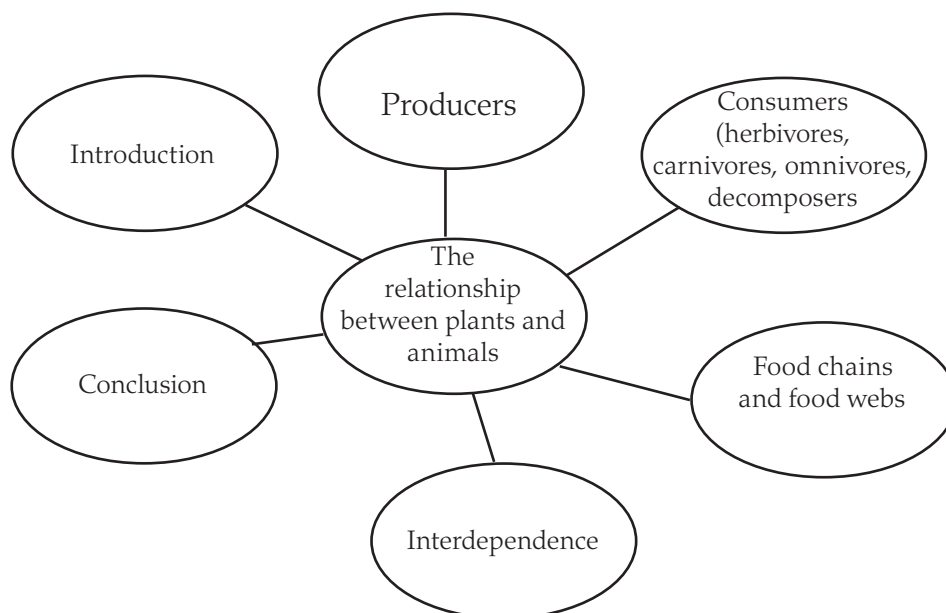 Producers
Introduction
Consumers
(herbivores,
carnivores, omnivores,
decomposers
The
relationship
between plants and
animals
Conclusion
Food chains
and food webs
Interdependence